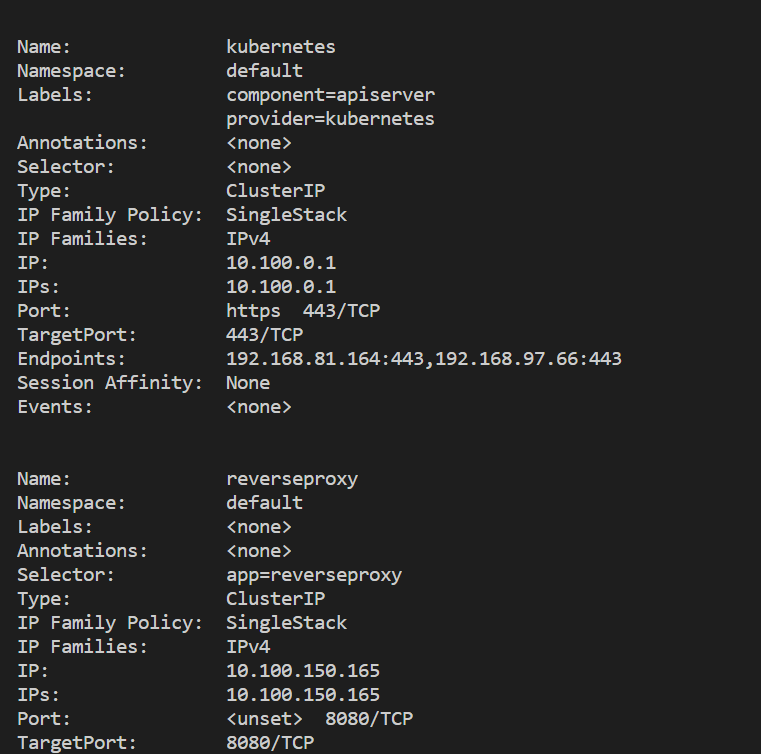 Name: kubernetes
Namespace: default
Labels: component=apiserver
provider=kubernetes
Annotations: <none>
Selector: <none>
Type: ClusterIP
IP Family Policy: SingleStack
IP Families: IPv4
IP: 10.100.0.1
IPs: 10.100.0.1
Port: https 443/TCP
TargetPort: 443/TCP
Endpoints: 192.168.81.164:443,192.168.97.66:443
Session Affinity: None
Events: <none>
Name: reverseproxy
Namespace: default
Labels: <none>
Annotations: <none>
Selector: app=reverseproxy
Type: ClusterIP
IP Family Policy: SingleStack
IP Families: IPv4
IP: 10.100.150.165
IPs: 10.100.150.165
Port: <unset> 8080/TCP
TargetPort: 8080/TCP